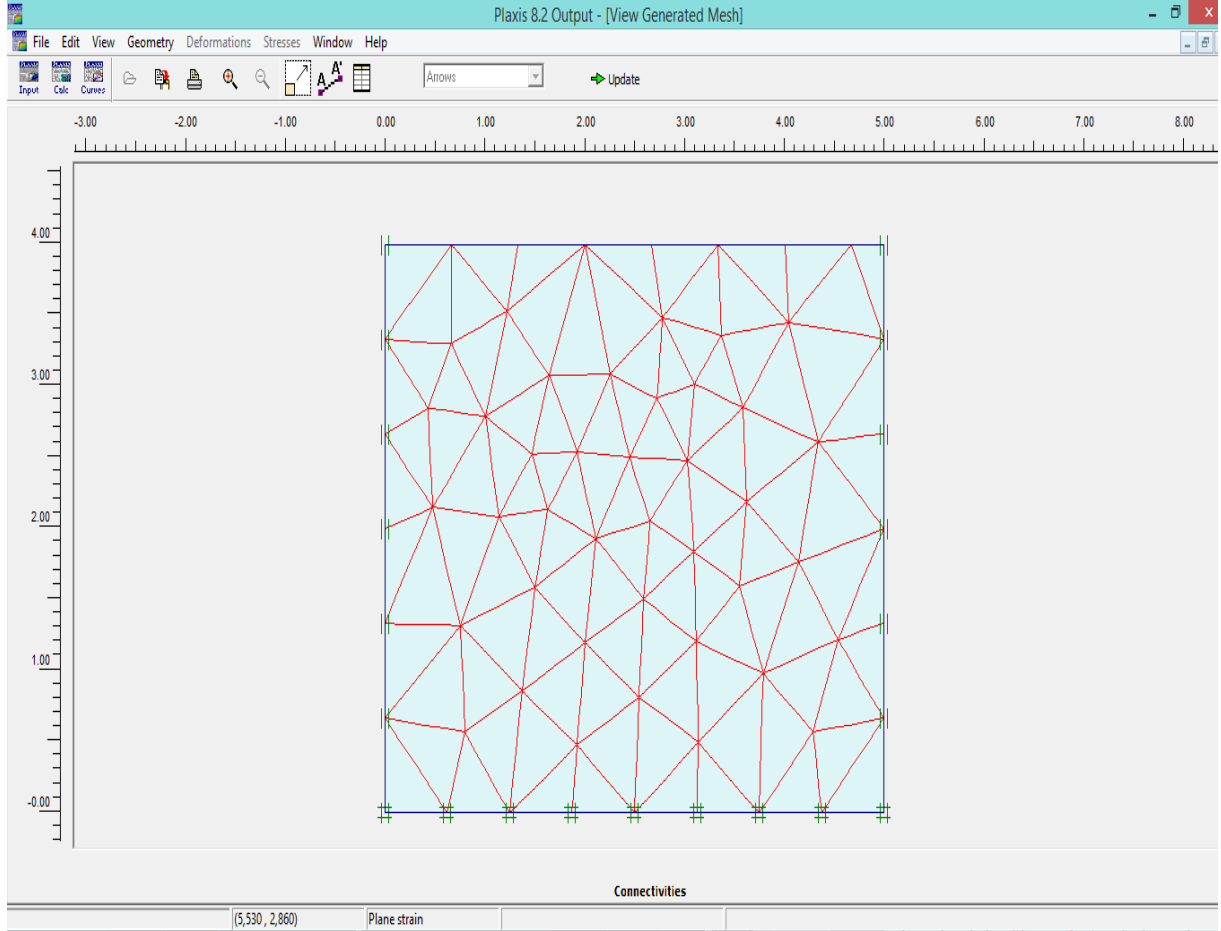 Plaxis 8.2 Output - [View Generated Mesh]
File Edit View Geometry Deformations Stresses Window Help
Input Calc Curves Arrows Update
-3.00 -2.00 -1.00 0.00 1.00 2.00 3.00 4.00 5.00 6.00 7.00 8.00
4.00
3.00
2.00
1.00
-0.00
A A'
Connectivities
(5,530 , 2,860) Plane strain